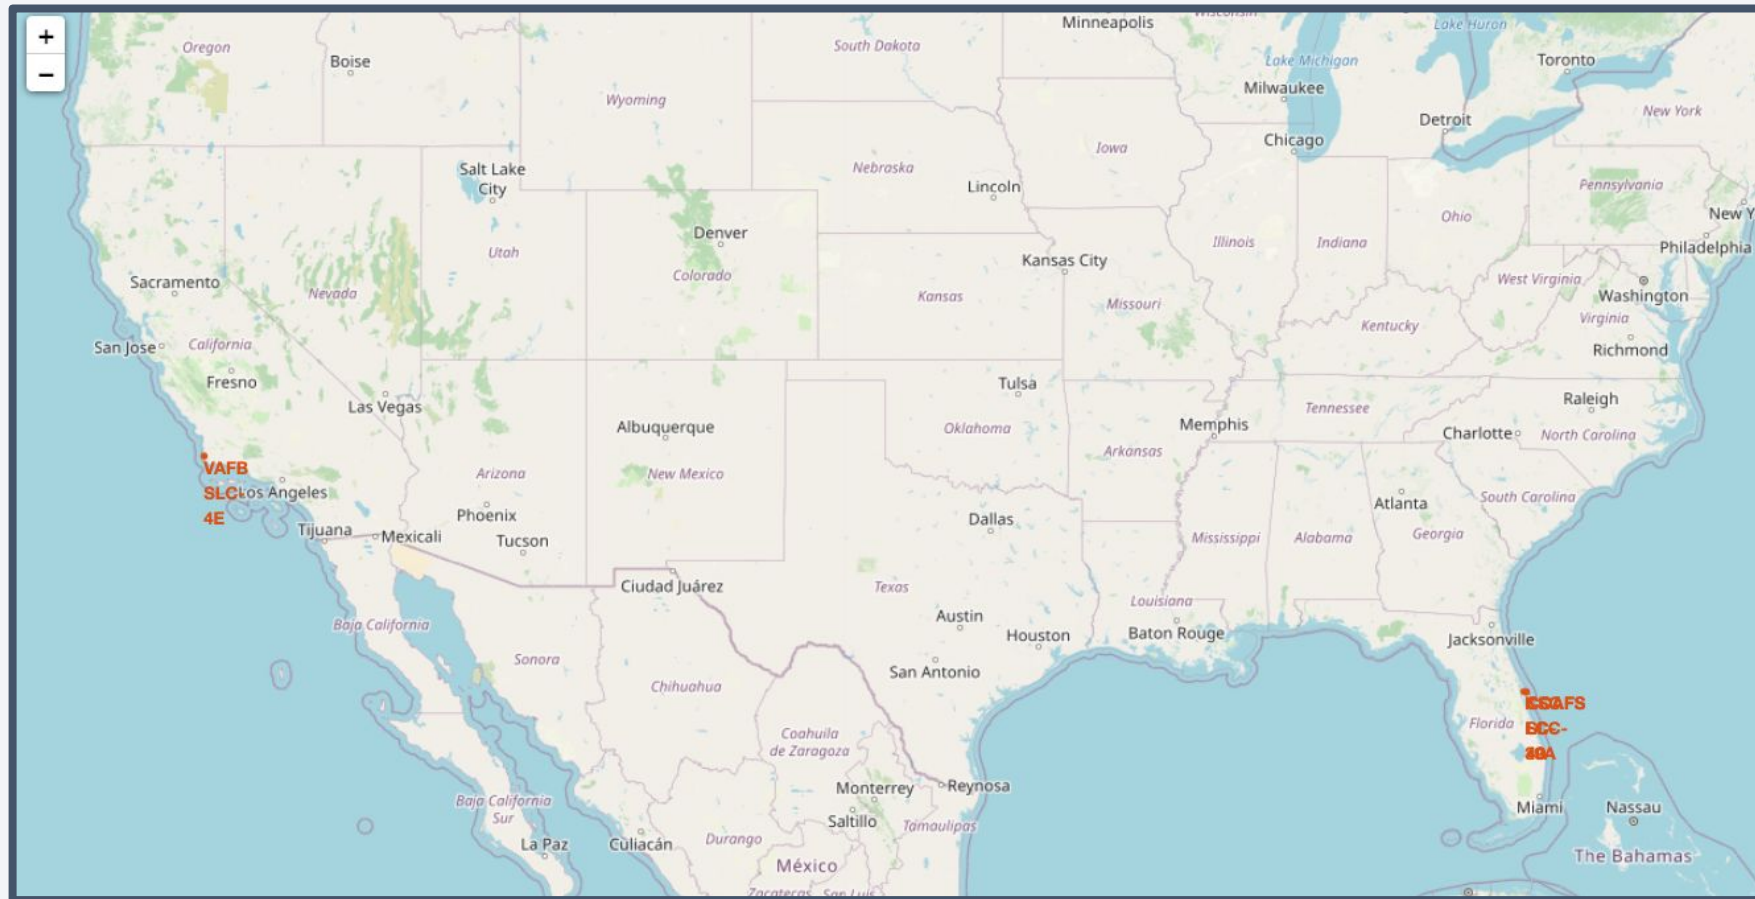 +
−
Minneapolis
Wisconsin
Lake Huron
Oregon
Boise
South Dakota
Lake Michigan
Toronto
Wyoming
Milwaukee
New York
Detroit
Chicago
Iowa
Salt Lake
City
Nebraska
Lincoln
Pennsylvania
New Y
Ohio
Denver
Utah
Illinois
Indiana
Philadelphia
Kansas City
Colorado
Sacramento
Nevada
Kansas
Missouri
West Virginia
Washington
Virginia
Kentucky
San Jose
California
Richmond
Fresno
Tulsa
Las Vegas
Raleigh
Tennessee
Albuquerque
Oklahoma
Memphis
Charlotte
North Carolina
Arkansas
VAFB
SLC-
4E
Los Angeles
Arizona
New Mexico
Phoenix
Atlanta
South Carolina
Dallas
Tijuana
Mexicali
Tucson
Mississippi
Alabama
Georgia
Ciudad Juárez
Texas
Louisiana
Austin
Baja California
Houston
Baton Rouge
Jacksonville
Sonora
San Antonio
Chihuahua
Florida
Coahuila
de Zaragoza
Monterrey
Reynosa
Baja California
Sur
Saltillo
Tamaulipas
Miami
Nassau
La Paz
Culiacán
Durango
México
The Bahamas
Zacatecas
San Luis